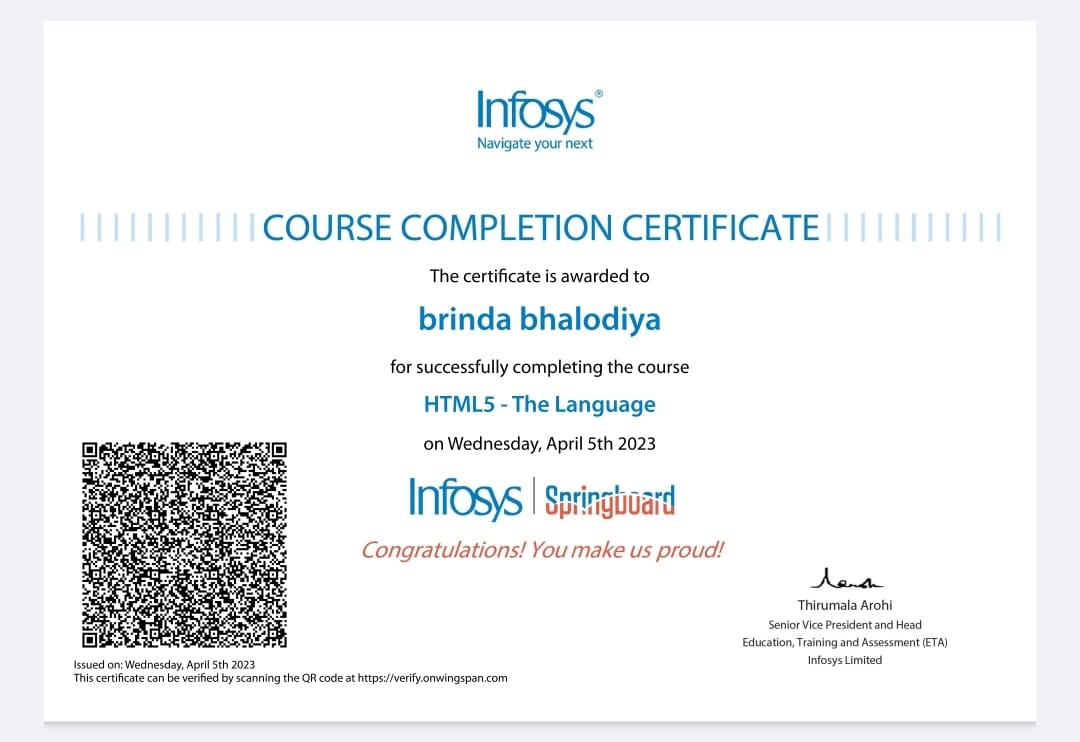 Infosys®
Navigate your next
COURSE COMPLETION CERTIFICATE
The certificate is awarded to
brinda bhalodiya
for successfully completing the course
HTML5 - The Language
on Wednesday, April 5th 2023
Infosys | Springboard
Congratulations! You make us proud!
Thirumala Arohi
Senior Vice President and Head
Education, Training and Assessment (ETA)
Infosys Limited
Issued on: Wednesday, April 5th 2023
This certificate can be verified by scanning the QR code at https://verify.onwingspan.com